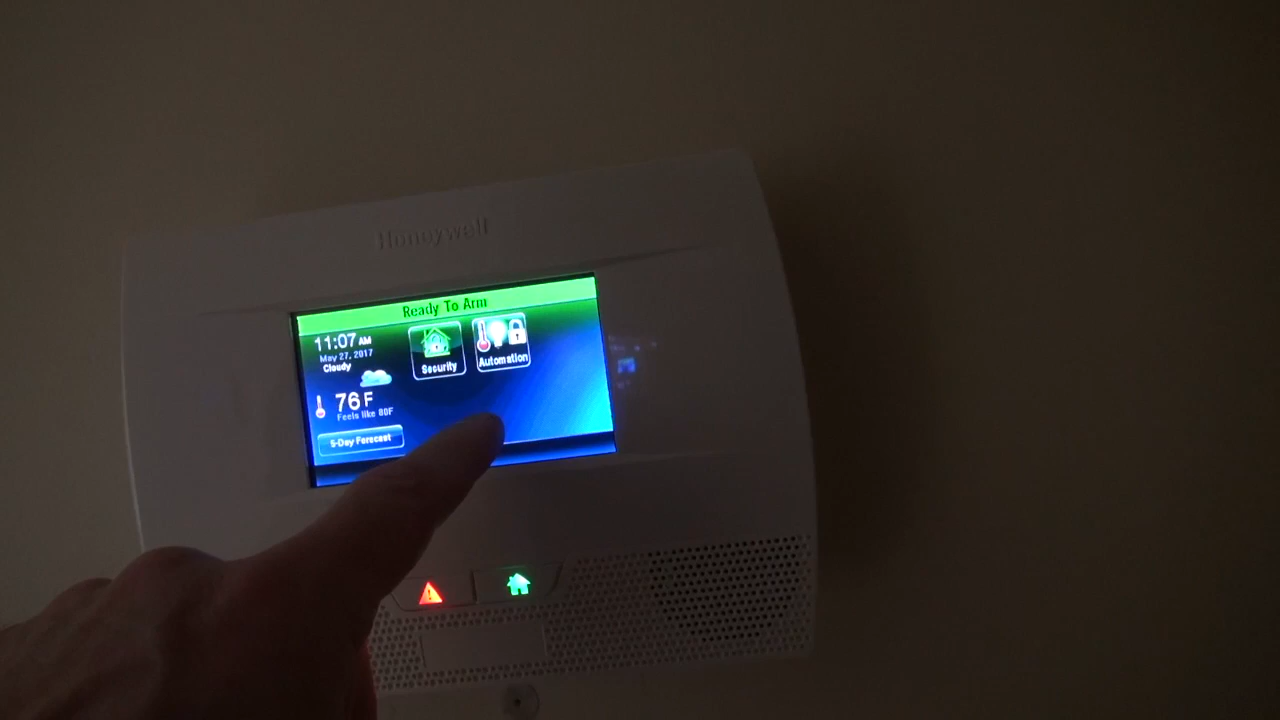 Honeywell
Ready To Arm
11:07 AM
May 27, 2017
Cloudy
76F
Feels like 80F
5-Day Forecast
Security
Automation